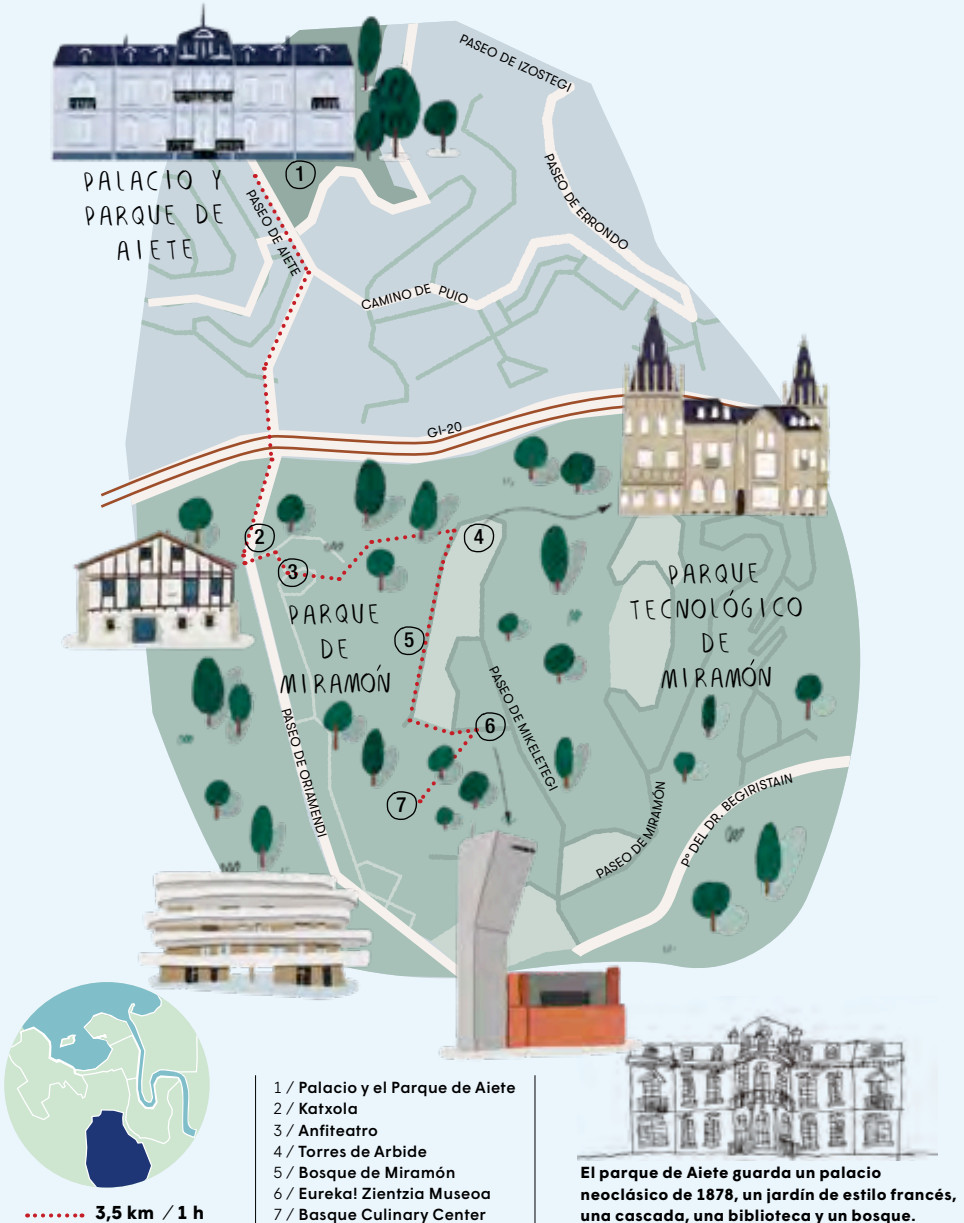 PASEO DE IZOSTEGI
1
PALACIO Y
PARQUE DE
AIETE
PASEO DE AIETE
PASEO DE ERRONDO
CAMINO DE PUIO
GI-20
2
3
4
PARQUE
DE
MIRAMÓN
5
PARQUE
TECNOLÓGICO
DE
MIRAMÓN
PASEO DE MIKELETEGI
6
7
PASEO DE ORIAMENDI
PASEO DE MIRAMÓN
Pº DEL DR. BEGIRISTAIN
3,5 km / 1 h
1 / Palacio y el Parque de Aiete
2 / Katxola
3 / Anfiteatro
4 / Torres de Arbide
5 / Bosque de Miramón
6 / Eureka! Zientzia Museoa
7 / Basque Culinary Center
El parque de Aiete guarda un palacio
neoclásico de 1878, un jardín de estilo francés,
una cascada, una biblioteca y un bosque.